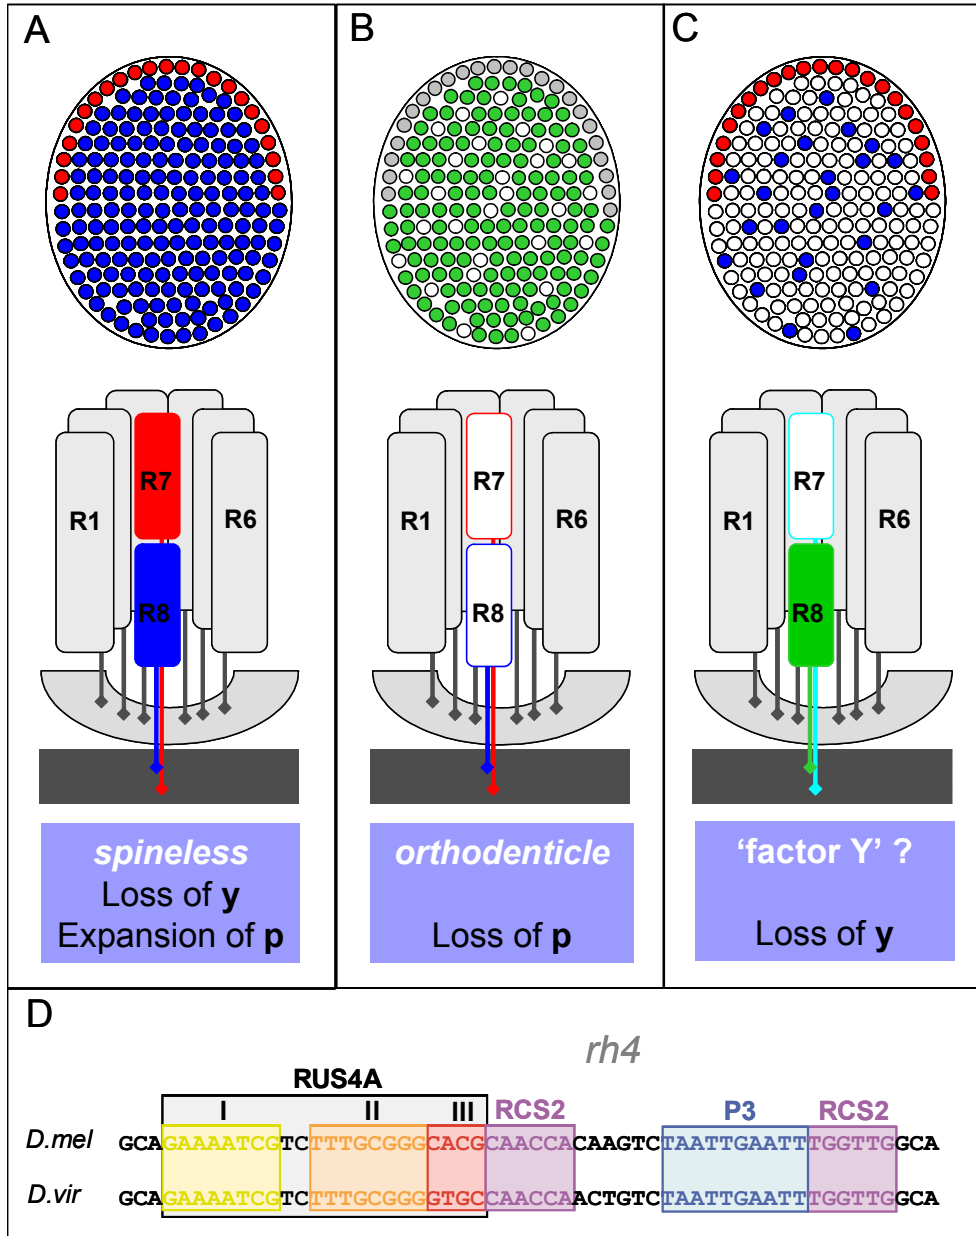 A
B
C
R7
R1
R6
R8
R7
R1
R6
R8
R7
R1
R6
R8
spineless
Loss of y
Expansion of p
orthodenticle
Loss of p
'factor Y' ?
Loss of y
D
rh4
RUS4A
I II III RCS2 P3 RCS2
D.mel GCAGAAAATCGTCTTTGCGGGCACGCAACCACAAGTCTAATTGAATTTGGTTGGCA
D.vir GCAGAAAATCGTCTTTGCGGGGTGCCAACCAACTGTCTAATTGAATTTGGTTGGCA